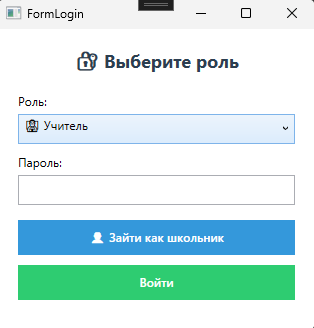 FormLogin
Выберите роль
Роль:
Учитель
Пароль:
Зайти как школьник
Войти